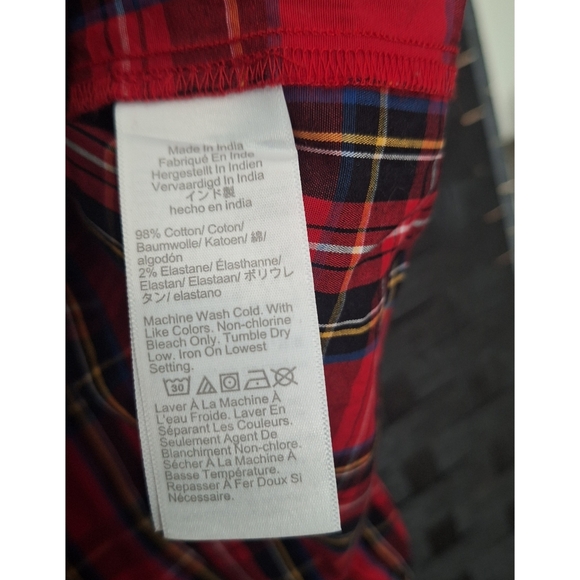 Made in India
Fabriqué En Inde
Hergestellt In Indien
Vervaardigd In India
インド製
hecho en india
98% Cotton/ Coton/
Baumwolle/ Katoen/ 綿/
algodón
2% Elastane/ Élasthanne/
Elastan/ Elastaan/ ポリウレ
タン/ elastano
Machine Wash Cold. With
Like Colors. Non-chlorine
Bleach Only. Tumble Dry
Low. Iron On Lowest
Setting.
30
Laver À La Machine À
L'eau Froide. Laver En
Séparant Les Couleurs.
Seulement Agent De
Blanchiment Non-chlore.
Sécher À La Machine À
Basse Température.
Repasser À Fer Doux Si
Nécessaire.